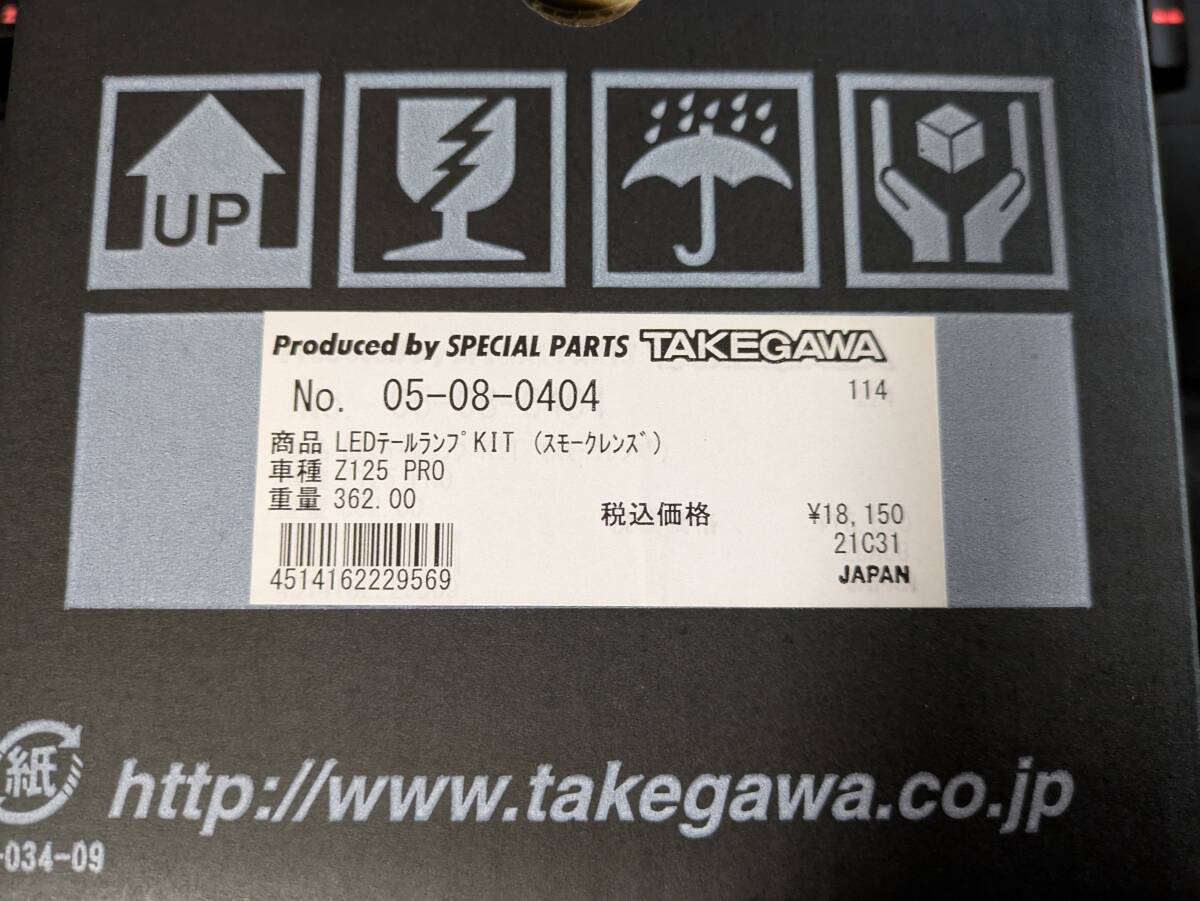 UP
Produced by SPECIAL PARTS TAKEGAWA
No. 05-08-0404 114
商品 LEDﾃｰﾙﾗﾝﾌﾟKIT (ｽﾓｰｸﾚﾝｽﾞ)
車種 Z125 PRO
重量 362.00
税込価格 ¥18,150
21C31
4514162229569 JAPAN
紙 http://www.takegawa.co.jp
-034-09